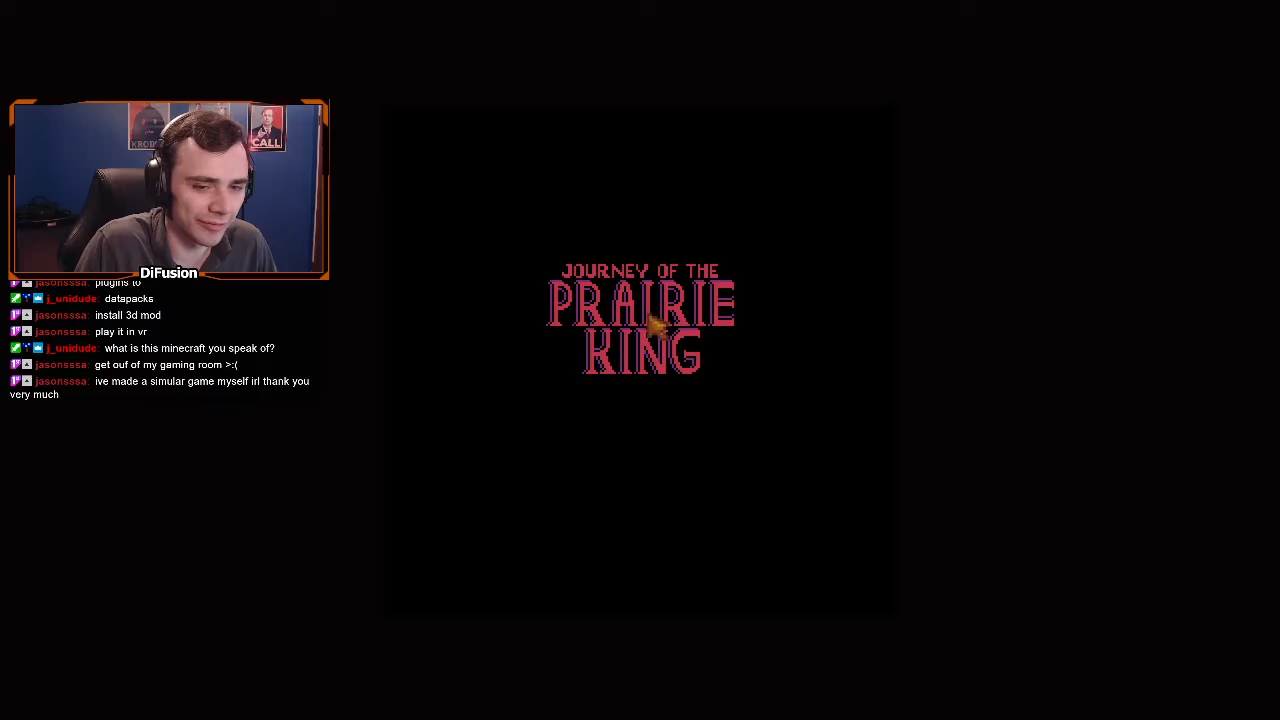 KROB
CALL
DiFusion
jasonsssa: plugins to
j_unidude: datapacks
jasonsssa: install 3d mod
jasonsssa: play it in vr
j_unidude: what is this minecraft you speak of?
jasonsssa: get ouf of my gaming room >:(
jasonsssa: ive made a simular game myself irl thank you
very much
JOURNEY OF THE
PRAIRIE
KING